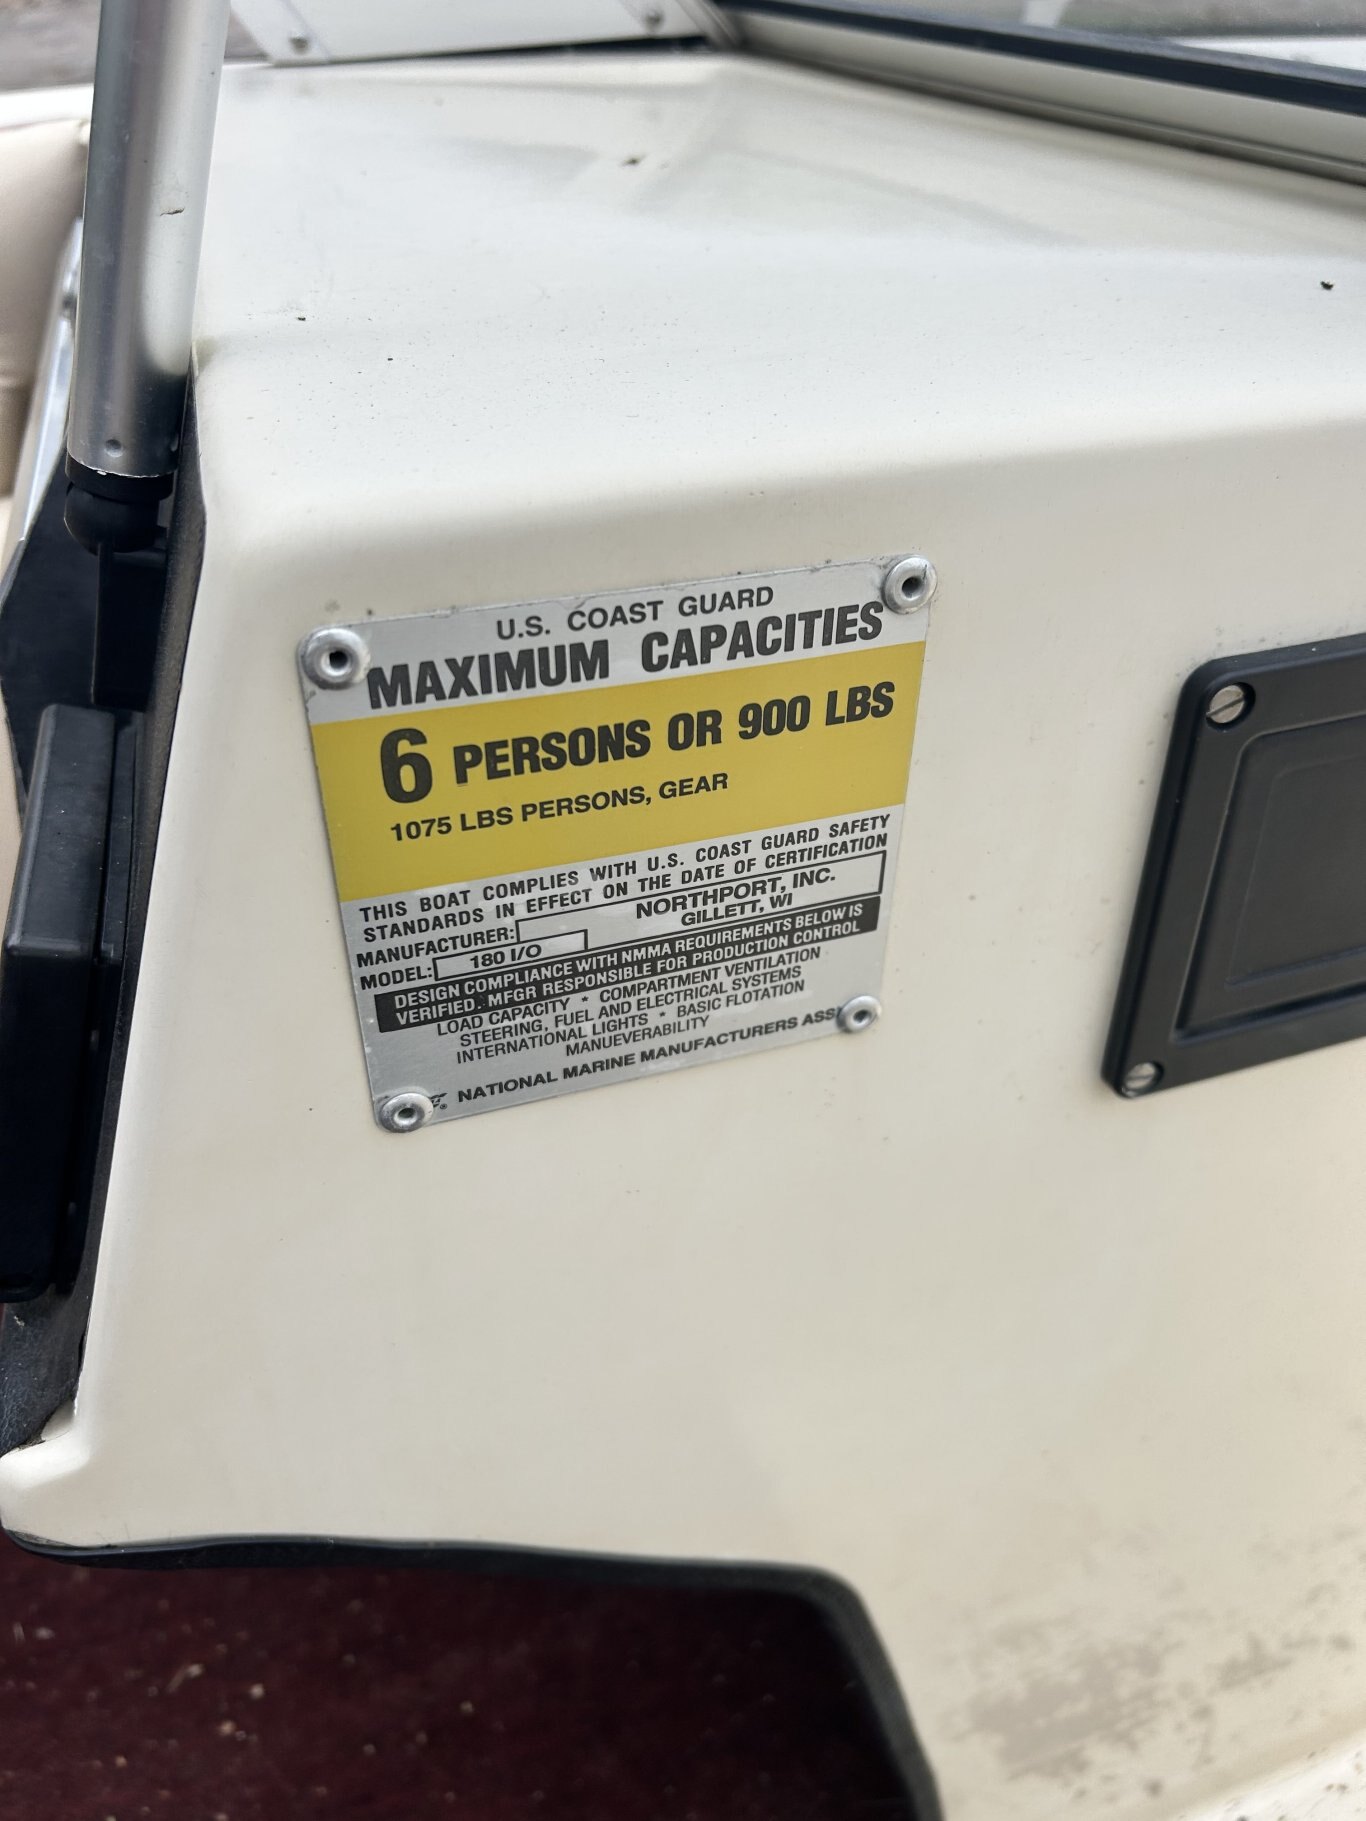 U.S. COAST GUARD
MAXIMUM CAPACITIES
6 PERSONS OR 900 LBS
1075 LBS PERSONS, GEAR
THIS BOAT COMPLIES WITH U.S. COAST GUARD SAFETY
STANDARDS IN EFFECT ON THE DATE OF CERTIFICATION
MANUFACTURER: NORTHPORT, INC.
GILLETT, WI
MODEL: 180 I/O
DESIGN COMPLIANCE WITH NMMA REQUIREMENTS BELOW IS
VERIFIED. MFGR RESPONSIBLE FOR PRODUCTION CONTROL
LOAD CAPACITY * COMPARTMENT VENTILATION
STEERING, FUEL AND ELECTRICAL SYSTEMS
INTERNATIONAL LIGHTS * BASIC FLOTATION
MANUEVERABILITY
NATIONAL MARINE MANUFACTURERS